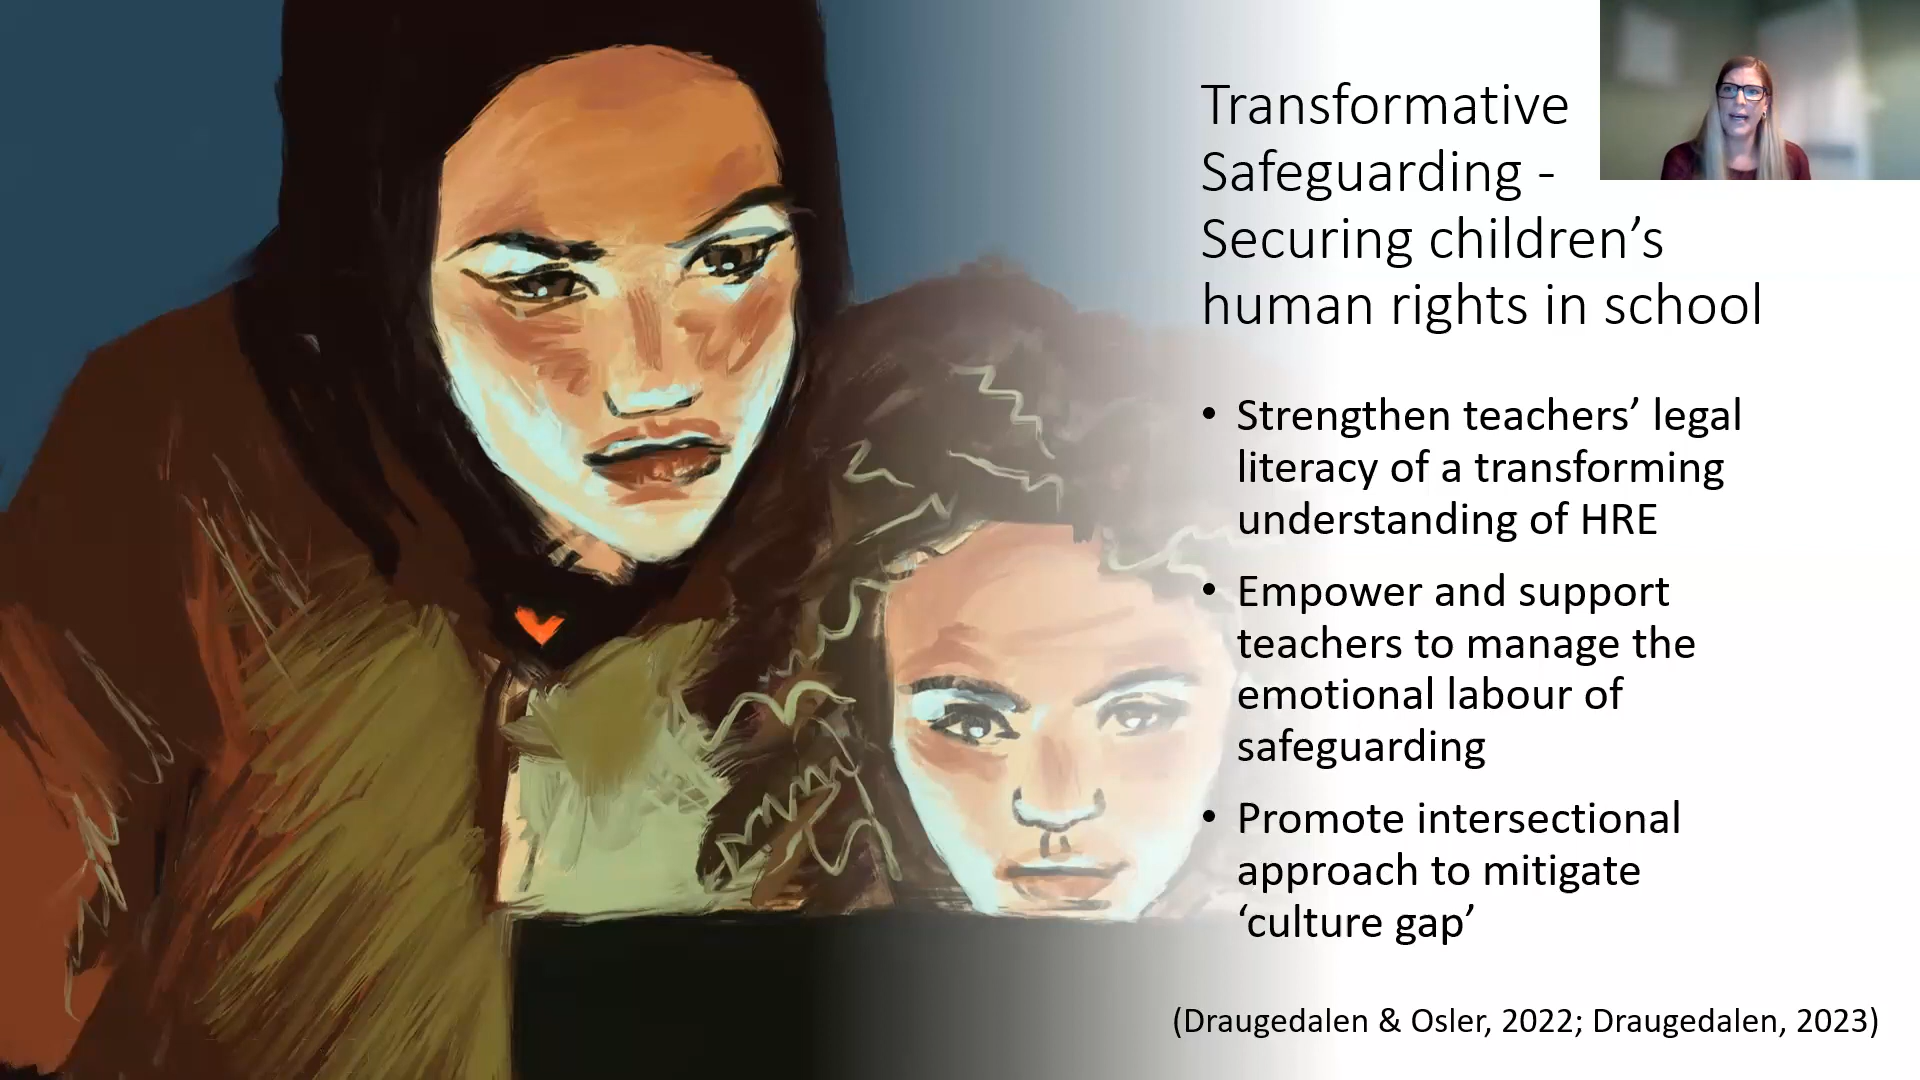 Transformative
Safeguarding -
Securing children’s
human rights in school
• Strengthen teachers’ legal
literacy of a transforming
understanding of HRE
• Empower and support
teachers to manage the
emotional labour of
safeguarding
• Promote intersectional
approach to mitigate
‘culture gap’
(Draugedalen & Osler, 2022; Draugedalen, 2023)